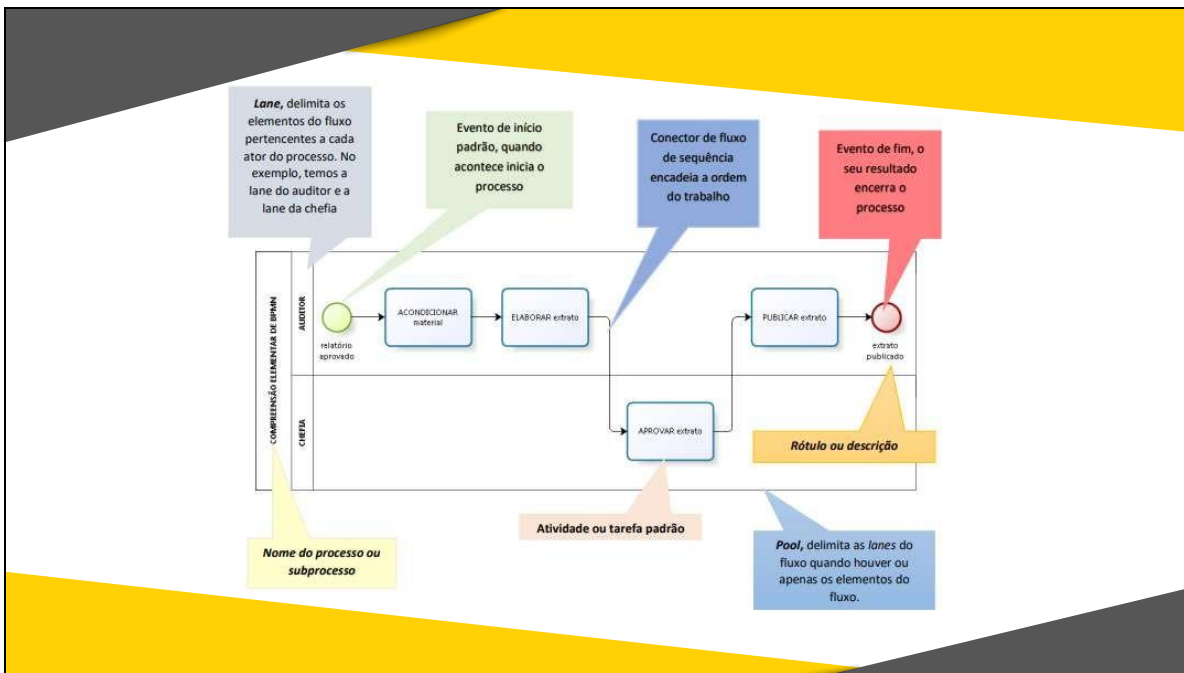 Lane, delimita os
elementos do fluxo
pertencentes a cada
ator do processo. No
exemplo, temos a
lane do auditor e a
lane da chefia
Evento de início
padrão, quando
acontece inicia o
processo
Conector de fluxo
de sequência
encadeia a ordem
do trabalho
Evento de fim, o
seu resultado
encerra o
processo
COMPREENSÃO ELEMENTAR DE BPMN
AUDITOR
relatório
aprovado
ACONDICIONAR
material
ELABORAR extrato
PUBLICAR extrato
extrato
publicado
CHEFIA
APROVAR extrato
Rótulo ou descrição
Atividade ou tarefa padrão
Nome do processo ou
subprocesso
Pool, delimita as lanes do
fluxo quando houver ou
apenas os elementos do
fluxo.